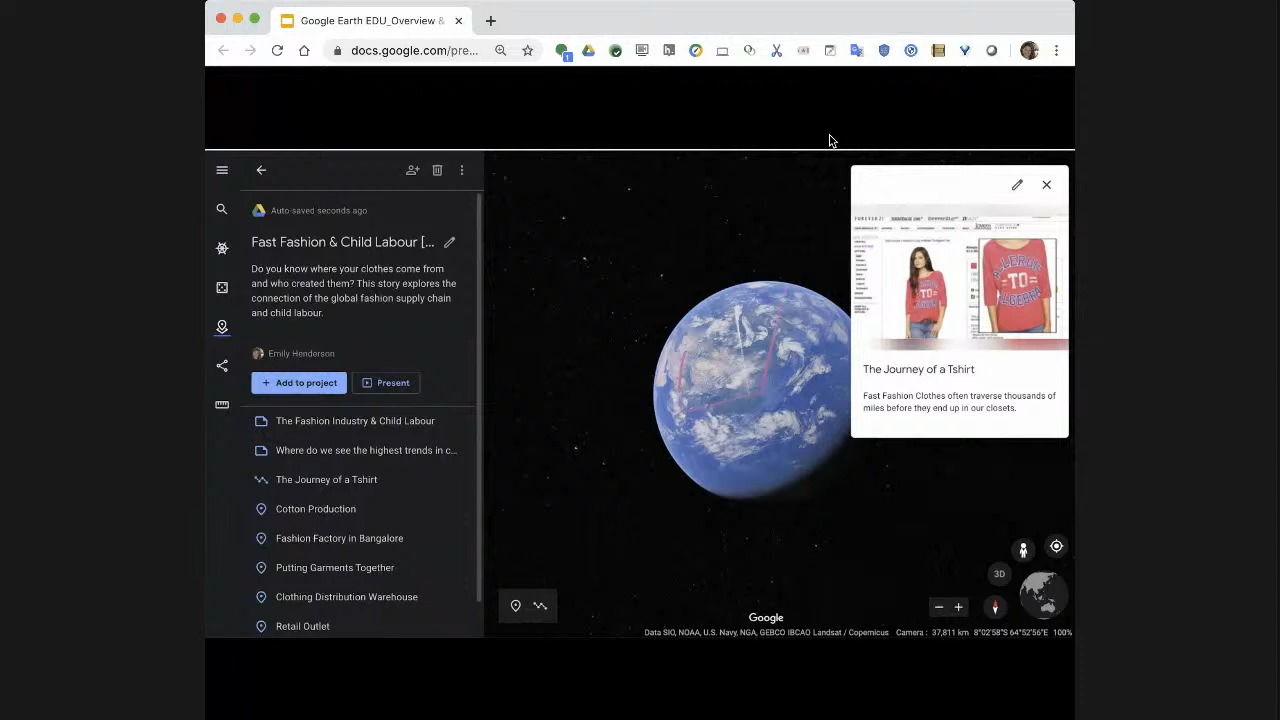 Google Earth EDU_Overview &
docs.google.com/pre...
1
Auto-saved seconds ago
Fast Fashion & Child Labour [...
Do you know where your clothes come from
and who created them? This story explores the
connection of the global fashion supply chain
and child labour.
Emily Henderson
+ Add to project
Present
The Fashion Industry & Child Labour
Where do we see the highest trends in c...
The Journey of a Tshirt
Cotton Production
Fashion Factory in Bangalore
Putting Garments Together
Clothing Distribution Warehouse
Retail Outlet
ALLERGIC
TO
ALGEBRA
The Journey of a Tshirt
Fast Fashion Clothes often traverse thousands of
miles before they end up in our closets.
3D
Google
Data SIO, NOAA, U.S. Navy, NGA, GEBCO IBCAO Landsat / Copernicus Camera : 37,811 km 8°02'58"S 64°52'56"E 100%